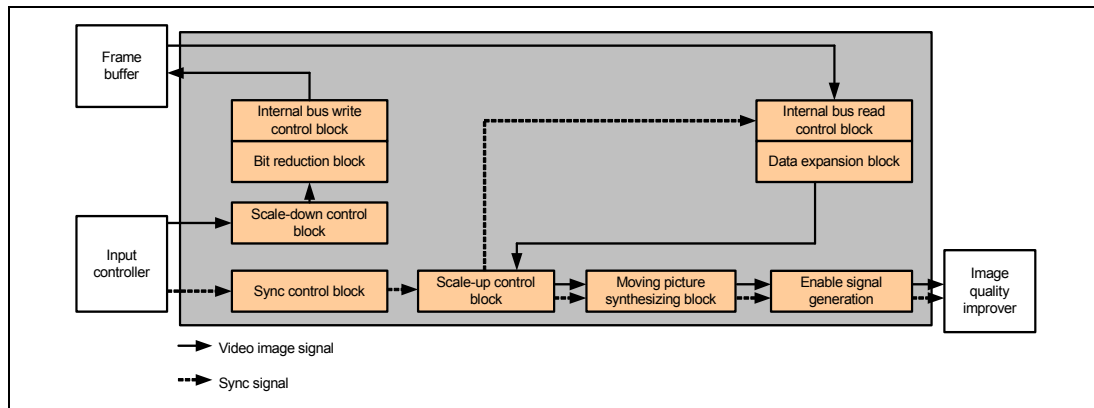 Frame
buffer
Internal bus write
control block
Bit reduction block
Internal bus read
control block
Data expansion block
Scale-down control
block
Input
controller
Sync control block
Scale-up control
block
Moving picture
synthesizing block
Enable signal
generation
Image
quality
improver
Video image signal
Sync signal